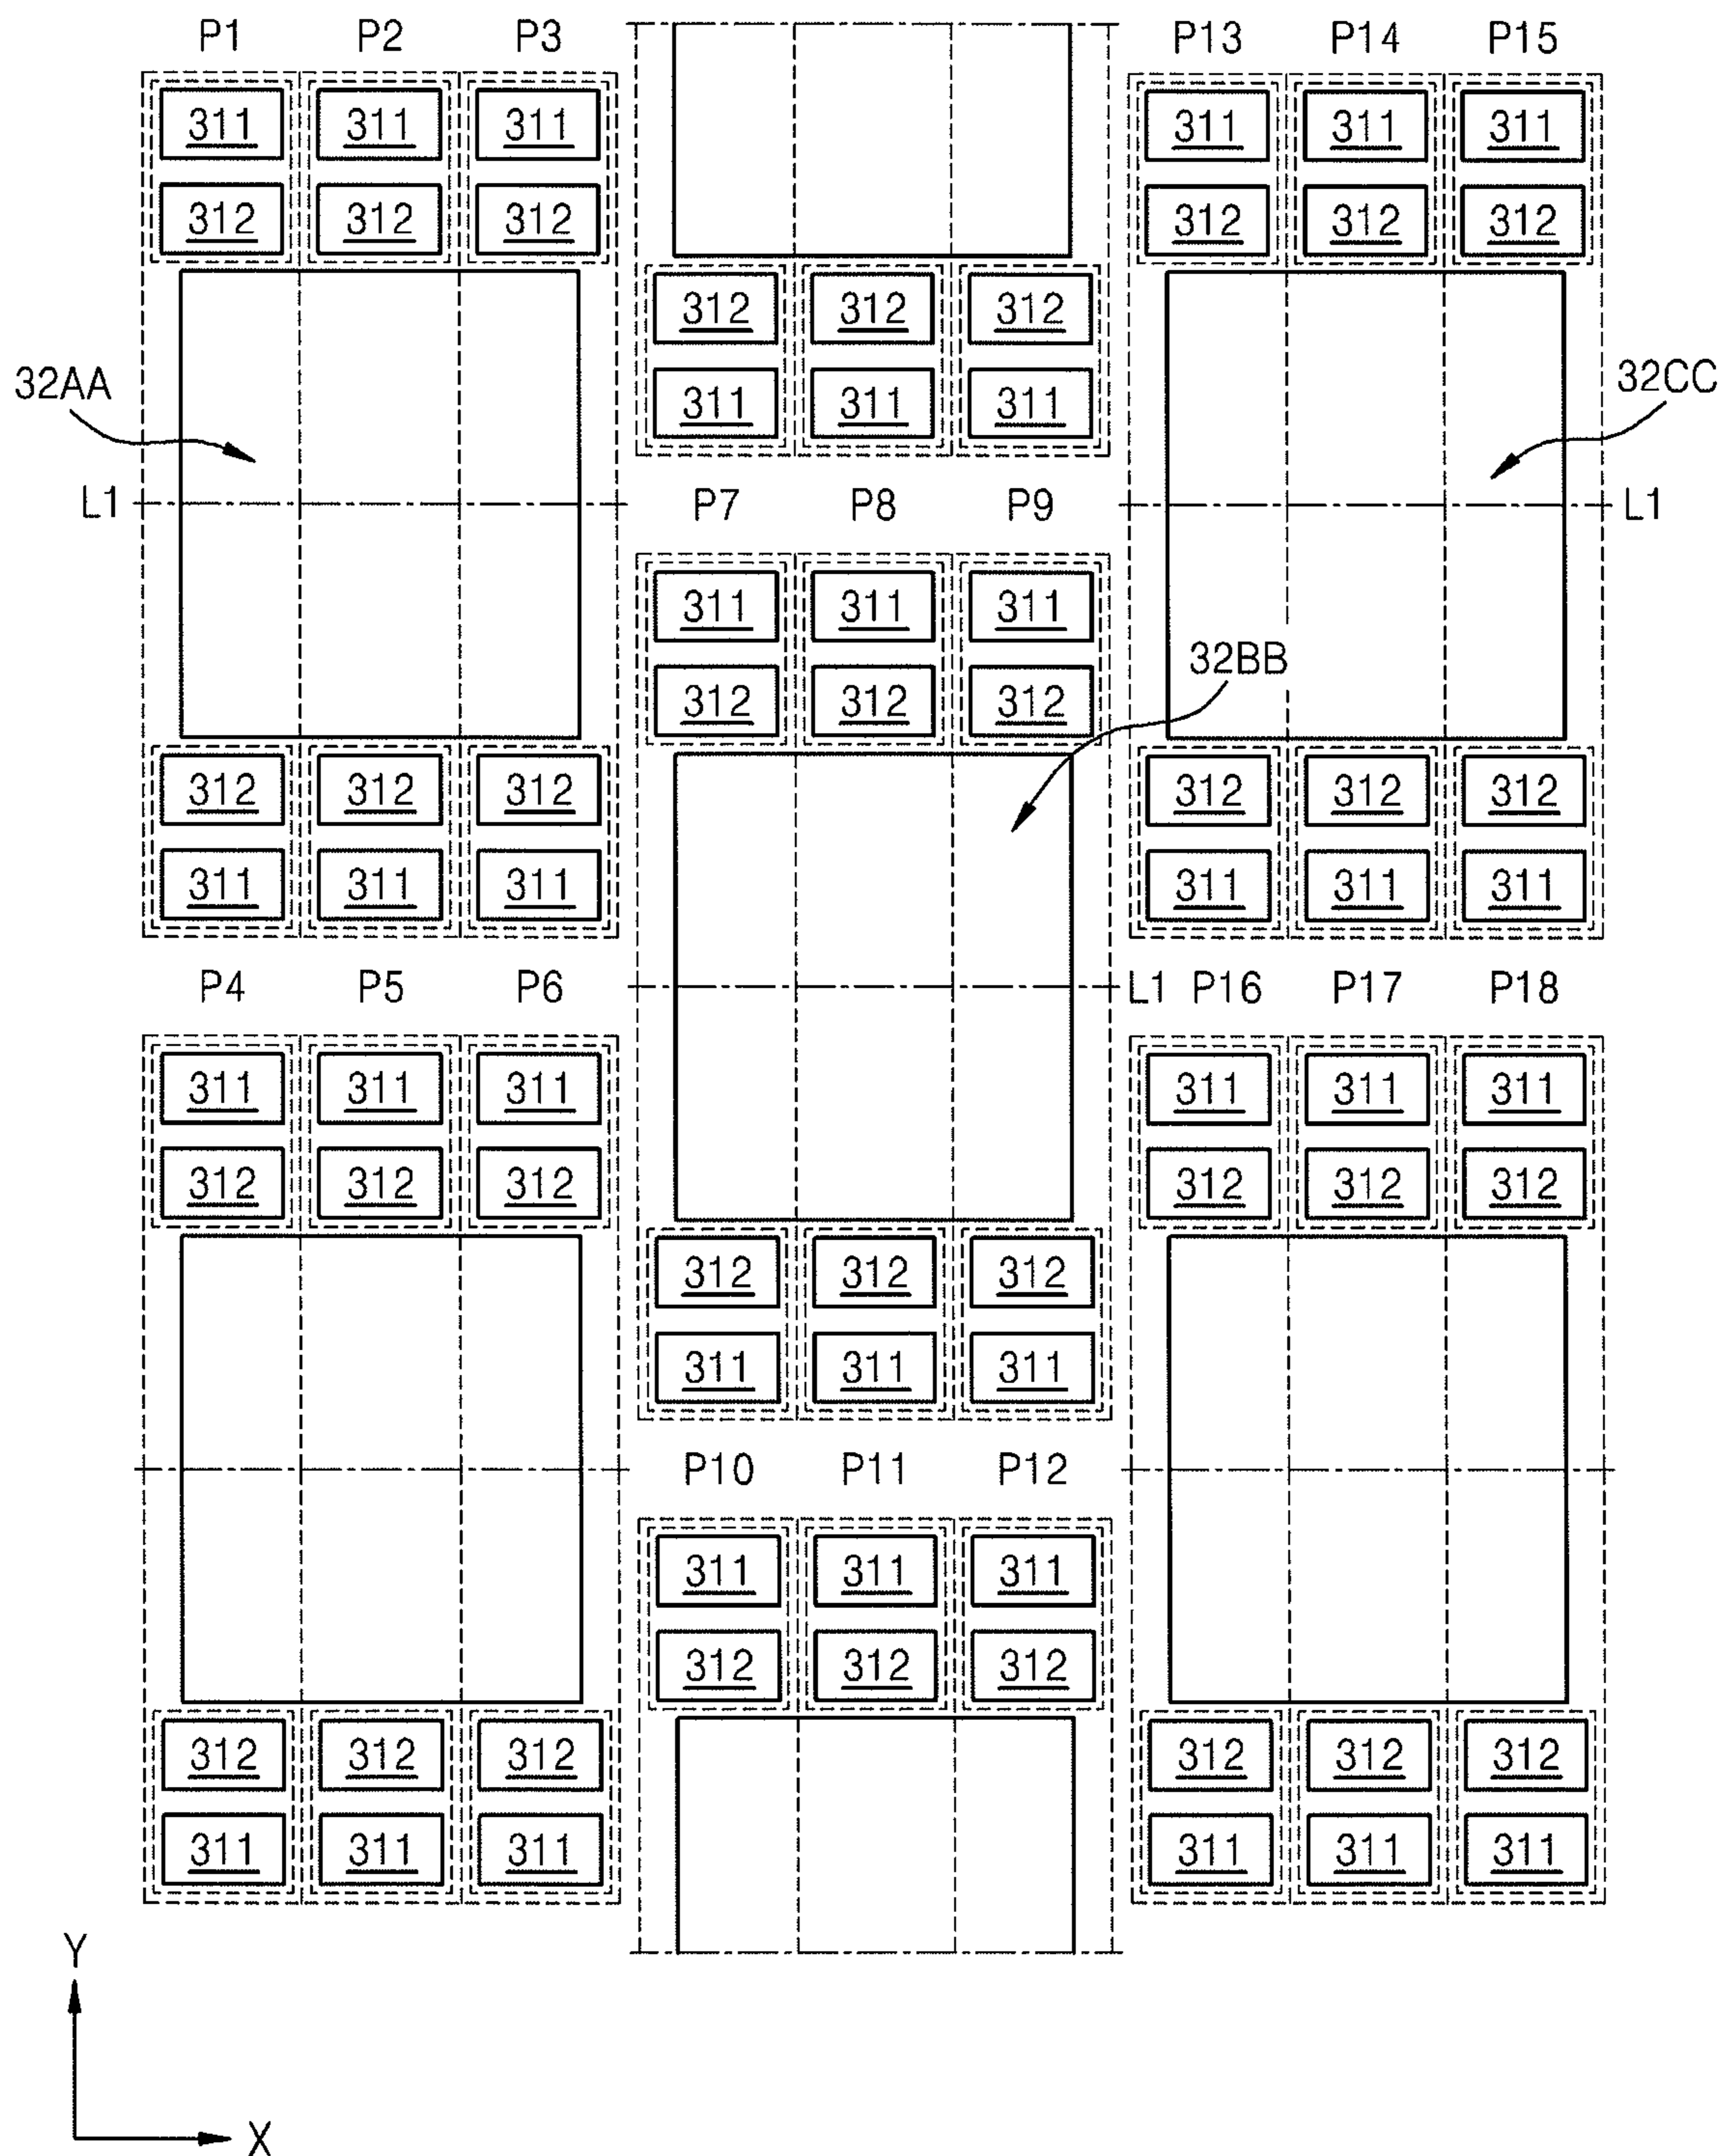 P1 P2 P3 P13 P14 P15
311 311 311 311 311 311
312 312 312 312 312 312
312 312 312
32AA 32CC
311 311 311
L1 P7 P8 P9 L1
311 311 311
32BB
312 312 312
312 312 312 312 312 312
311 311 311 311 311 311
P4 P5 P6 L1 P16 P17 P18
311 311 311 311 311 311
312 312 312 312 312 312
312 312 312
311 311 311
P10 P11 P12
311 311 311
312 312 312
312 312 312 312 312 312
311 311 311 311 311 311
Y
X